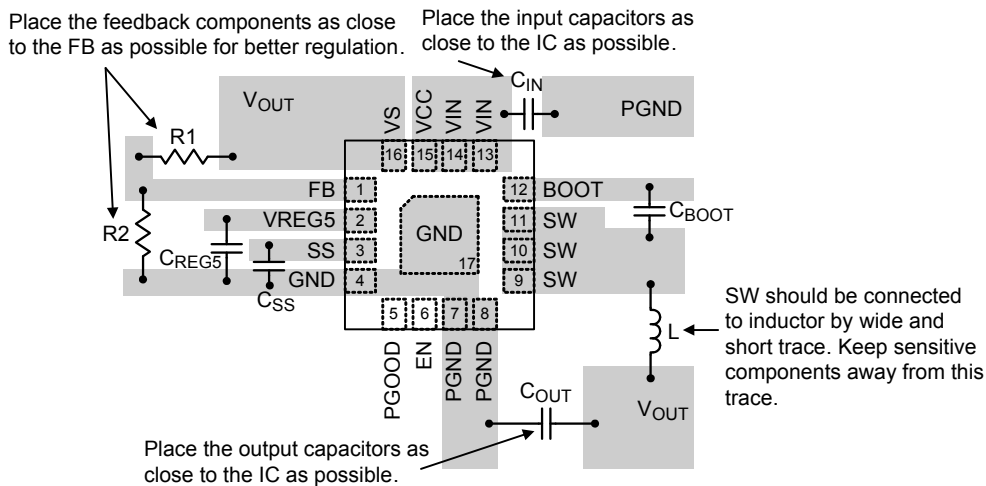 Place the feedback components as close
to the FB as possible for better regulation.
Place the input capacitors as
close to the IC as possible.
CIN
VOUT
PGND
VS
VCC
VIN
VIN
R1
16
15
14
13
FB
1
12
BOOT
VREG5
2
11
SW
CBOOT
R2
SS
3
GND
10
SW
CREG5
17
GND
4
9
SW
CSS
5
6
7
8
PGOOD
EN
PGND
PGND
L
SW should be connected
to inductor by wide and
short trace. Keep sensitive
components away from this
trace.
COUT
VOUT
Place the output capacitors as
close to the IC as possible.